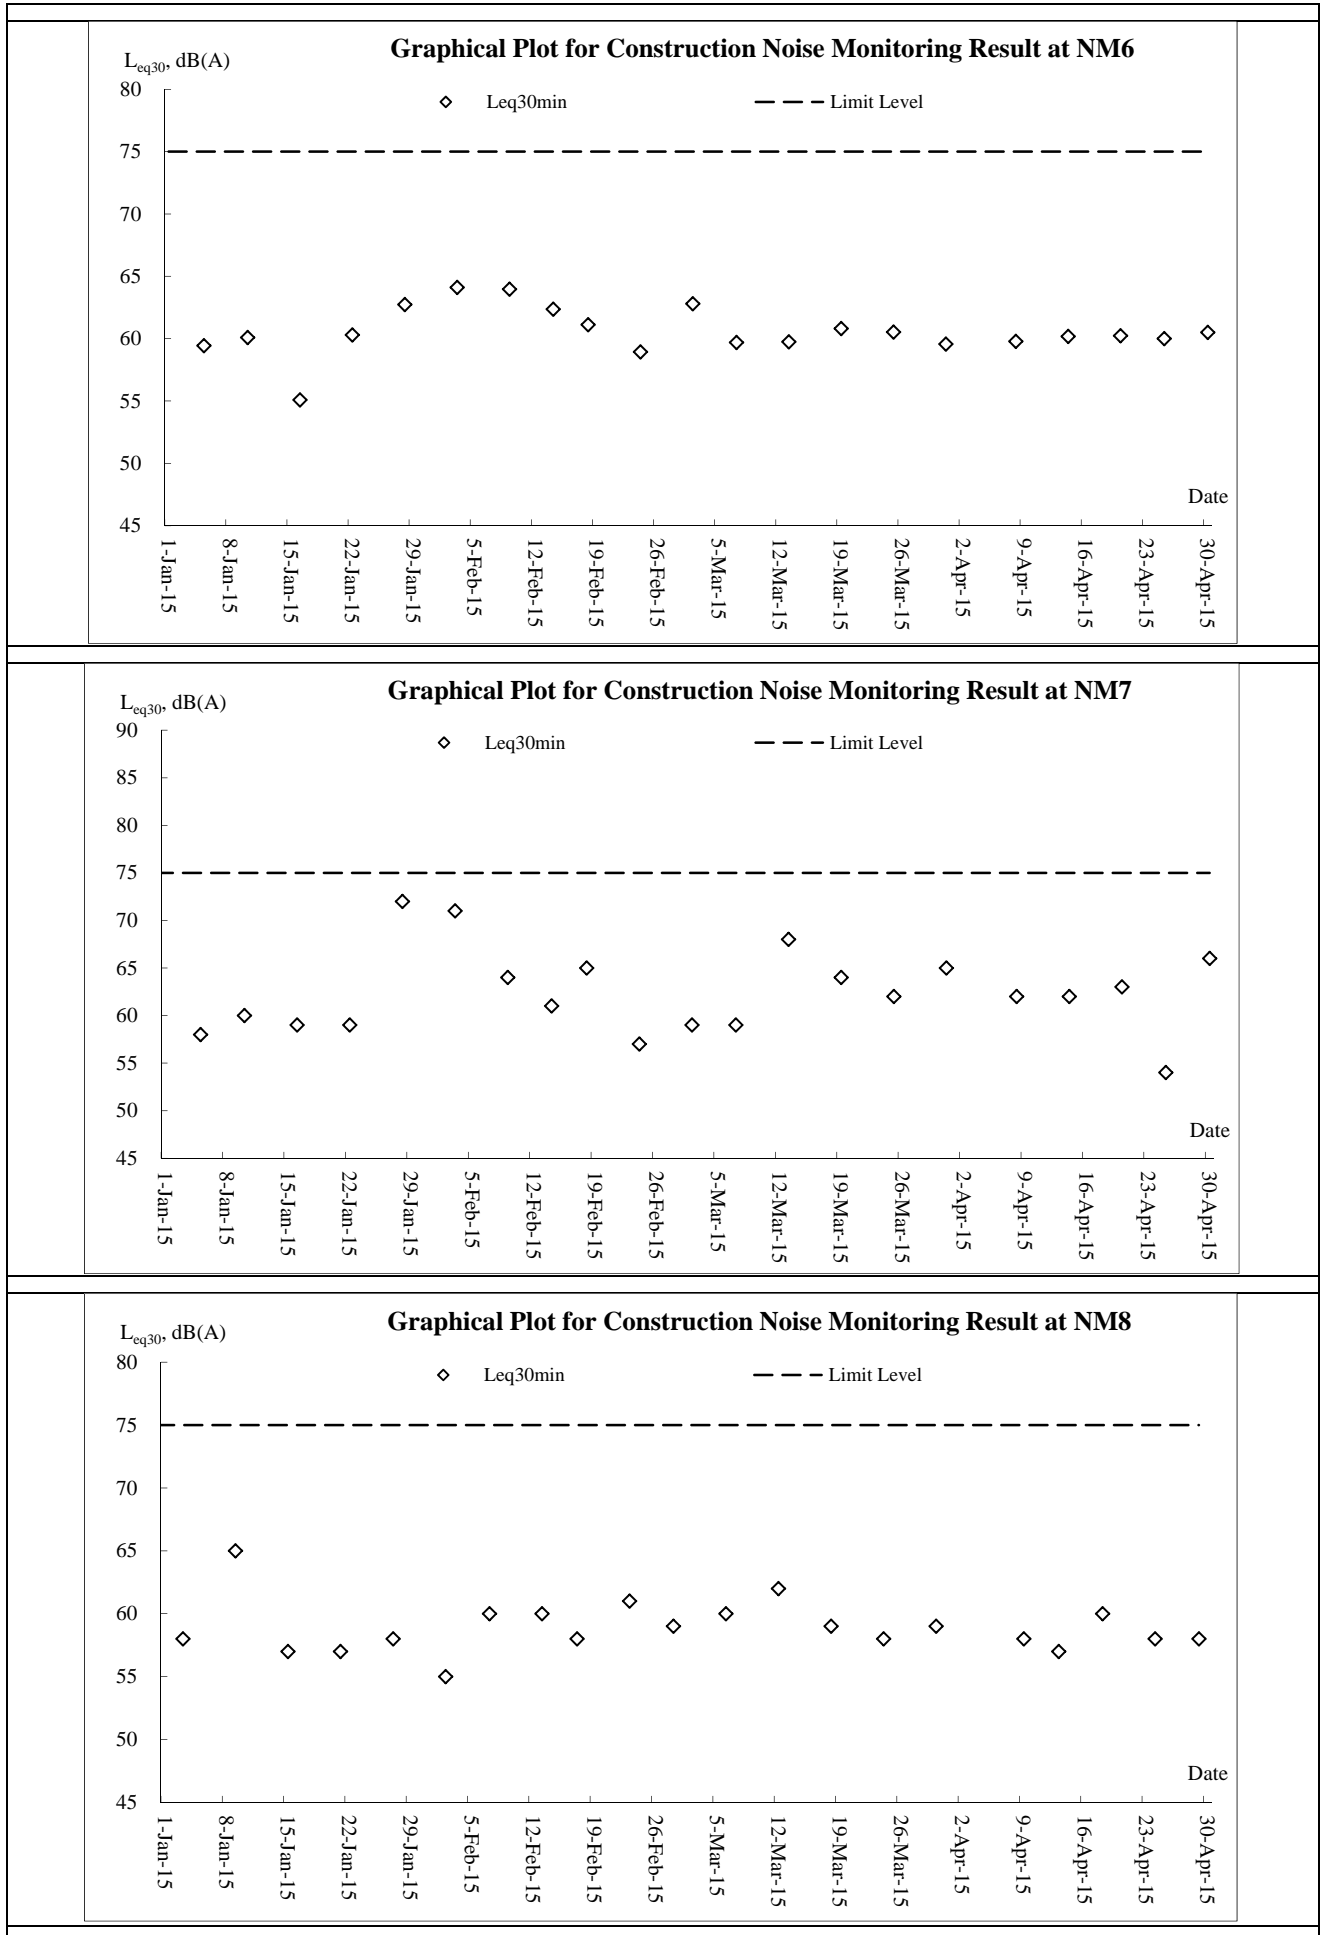 Graphical Plot for Construction Noise Monitoring Result at NM6
Leq30, dB(A)
Leq30min
Limit Level
80
75
70
65
60
55
50
45
Date
1-Jan-15
8-Jan-15
15-Jan-15
22-Jan-15
29-Jan-15
5-Feb-15
12-Feb-15
19-Feb-15
26-Feb-15
5-Mar-15
12-Mar-15
19-Mar-15
26-Mar-15
2-Apr-15
9-Apr-15
16-Apr-15
23-Apr-15
30-Apr-15
Graphical Plot for Construction Noise Monitoring Result at NM7
Leq30, dB(A)
Leq30min
Limit Level
90
85
80
75
70
65
60
55
50
45
Date
1-Jan-15
8-Jan-15
15-Jan-15
22-Jan-15
29-Jan-15
5-Feb-15
12-Feb-15
19-Feb-15
26-Feb-15
5-Mar-15
12-Mar-15
19-Mar-15
26-Mar-15
2-Apr-15
9-Apr-15
16-Apr-15
23-Apr-15
30-Apr-15
Graphical Plot for Construction Noise Monitoring Result at NM8
Leq30, dB(A)
Leq30min
Limit Level
80
75
70
65
60
55
50
45
Date
1-Jan-15
8-Jan-15
15-Jan-15
22-Jan-15
29-Jan-15
5-Feb-15
12-Feb-15
19-Feb-15
26-Feb-15
5-Mar-15
12-Mar-15
19-Mar-15
26-Mar-15
2-Apr-15
9-Apr-15
16-Apr-15
23-Apr-15
30-Apr-15